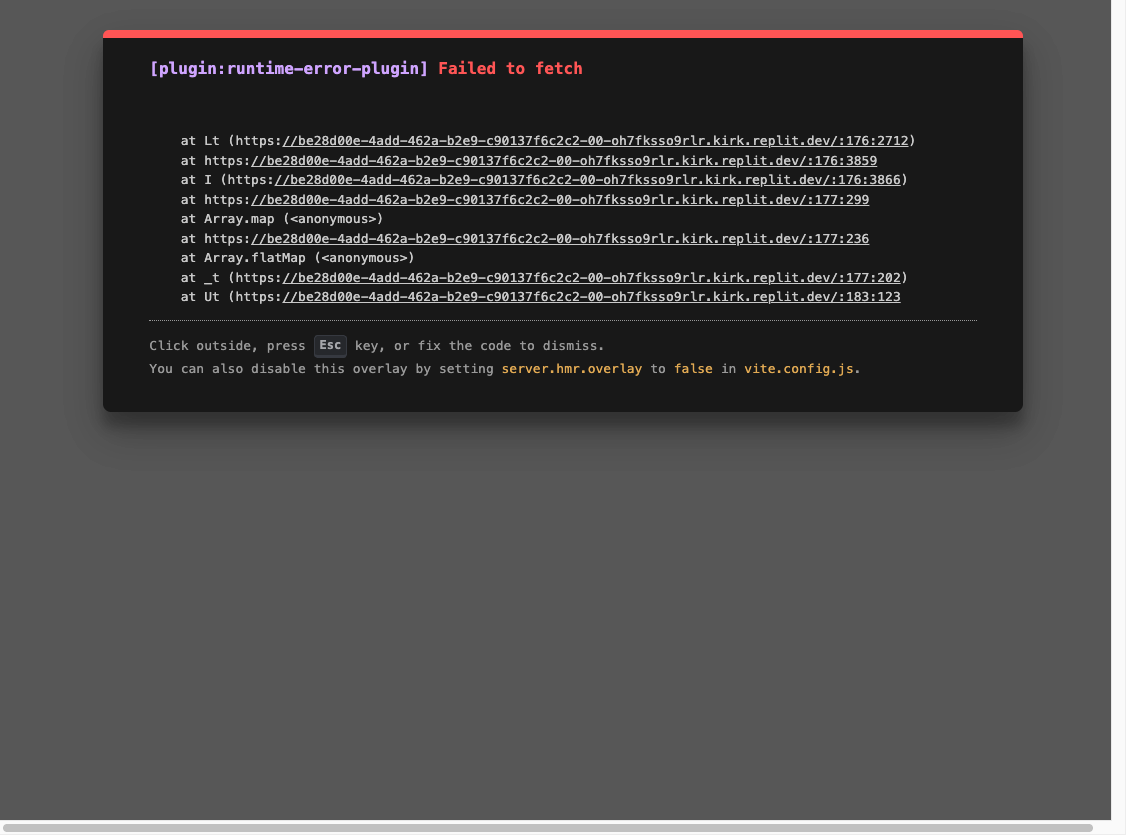 [plugin:runtime-error-plugin] Failed to fetch
at Lt (https://be28d00e-4add-462a-b2e9-c90137f6c2c2-00-oh7fksso9rlr.kirk.replit.dev/:176:2712)
at https://be28d00e-4add-462a-b2e9-c90137f6c2c2-00-oh7fksso9rlr.kirk.replit.dev/:176:3859
at I (https://be28d00e-4add-462a-b2e9-c90137f6c2c2-00-oh7fksso9rlr.kirk.replit.dev/:176:3866)
at https://be28d00e-4add-462a-b2e9-c90137f6c2c2-00-oh7fksso9rlr.kirk.replit.dev/:177:299
at Array.map (<anonymous>)
at https://be28d00e-4add-462a-b2e9-c90137f6c2c2-00-oh7fksso9rlr.kirk.replit.dev/:177:236
at Array.flatMap (<anonymous>)
at _t (https://be28d00e-4add-462a-b2e9-c90137f6c2c2-00-oh7fksso9rlr.kirk.replit.dev/:177:202)
at Ut (https://be28d00e-4add-462a-b2e9-c90137f6c2c2-00-oh7fksso9rlr.kirk.replit.dev/:183:123
Click outside, press Esc key, or fix the code to dismiss.
You can also disable this overlay by setting server.hmr.overlay to false in vite.config.js.